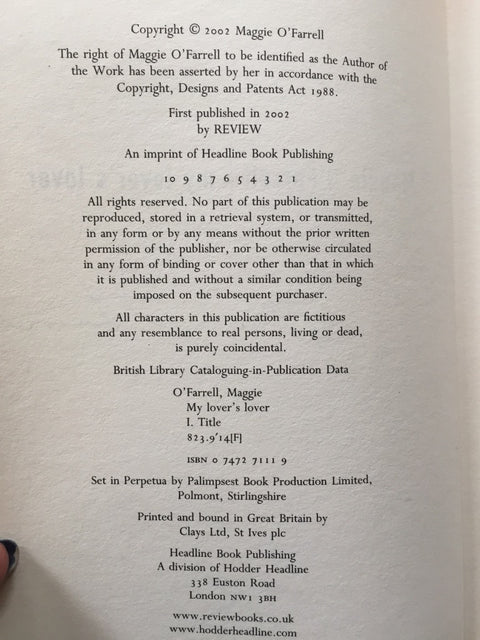 Copyright © 2002 Maggie O'Farrell
The right of Maggie O'Farrell to be identified as the Author of
the Work has been asserted by her in accordance with the
Copyright, Designs and Patents Act 1988.
First published in 2002
by REVIEW
An imprint of Headline Book Publishing
10 9 8 7 6 5 4 3 2 1
All rights reserved. No part of this publication may be
reproduced, stored in a retrieval system, or transmitted,
in any form or by any means without the prior written
permission of the publisher, nor be otherwise circulated
in any form of binding or cover other than that in which
it is published and without a similar condition being
imposed on the subsequent purchaser.
All characters in this publication are fictitious
and any resemblance to real persons, living or dead,
is purely coincidental.
British Library Cataloguing-in-Publication Data
O'Farrell, Maggie
My lover's lover
I. Title
823.9'14[F]
ISBN 0 7472 7111 9
Set in Perpetua by Palimpsest Book Production Limited,
Polmont, Stirlingshire
Printed and bound in Great Britain by
Clays Ltd, St Ives plc
Headline Book Publishing
A division of Hodder Headline
338 Euston Road
London NW1 3BH
www.reviewbooks.co.uk
www.hodderheadline.com